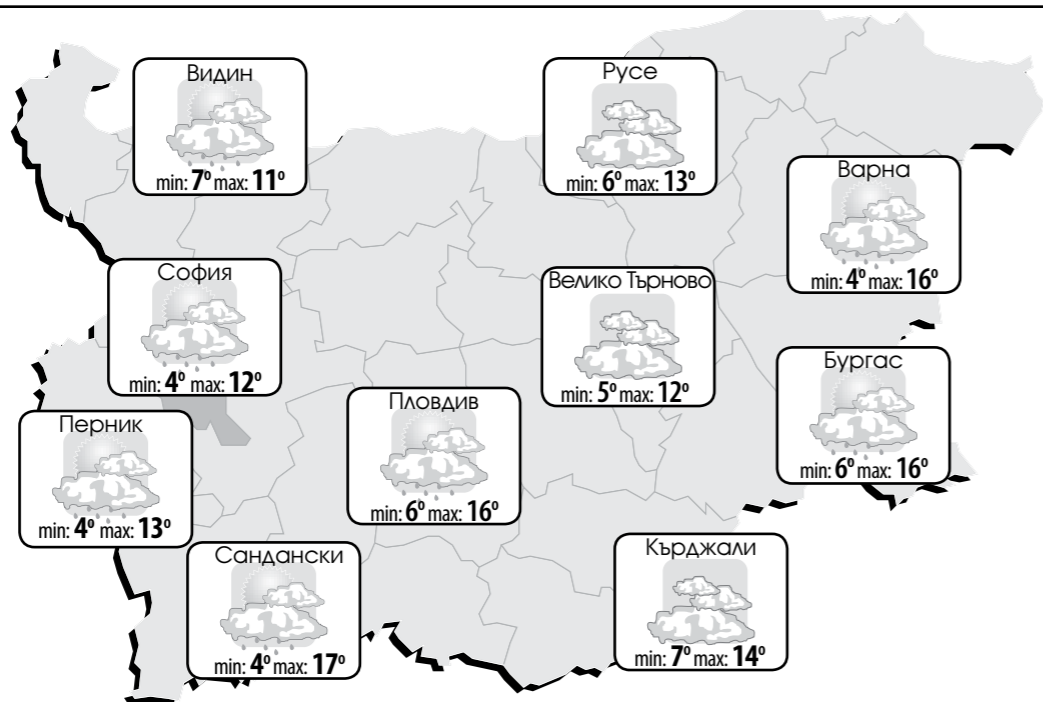 Видин
min: 7° max: 11°
Русе
min: 6° max: 13°
Варна
min: 4° max: 16°
София
min: 4° max: 12°
Велико Търново
min: 5° max: 12°
Бургас
min: 6° max: 16°
Пловдив
min: 6° max: 16°
Перник
min: 4° max: 13°
Сандански
min: 4° max: 17°
Кърджали
min: 7° max: 14°